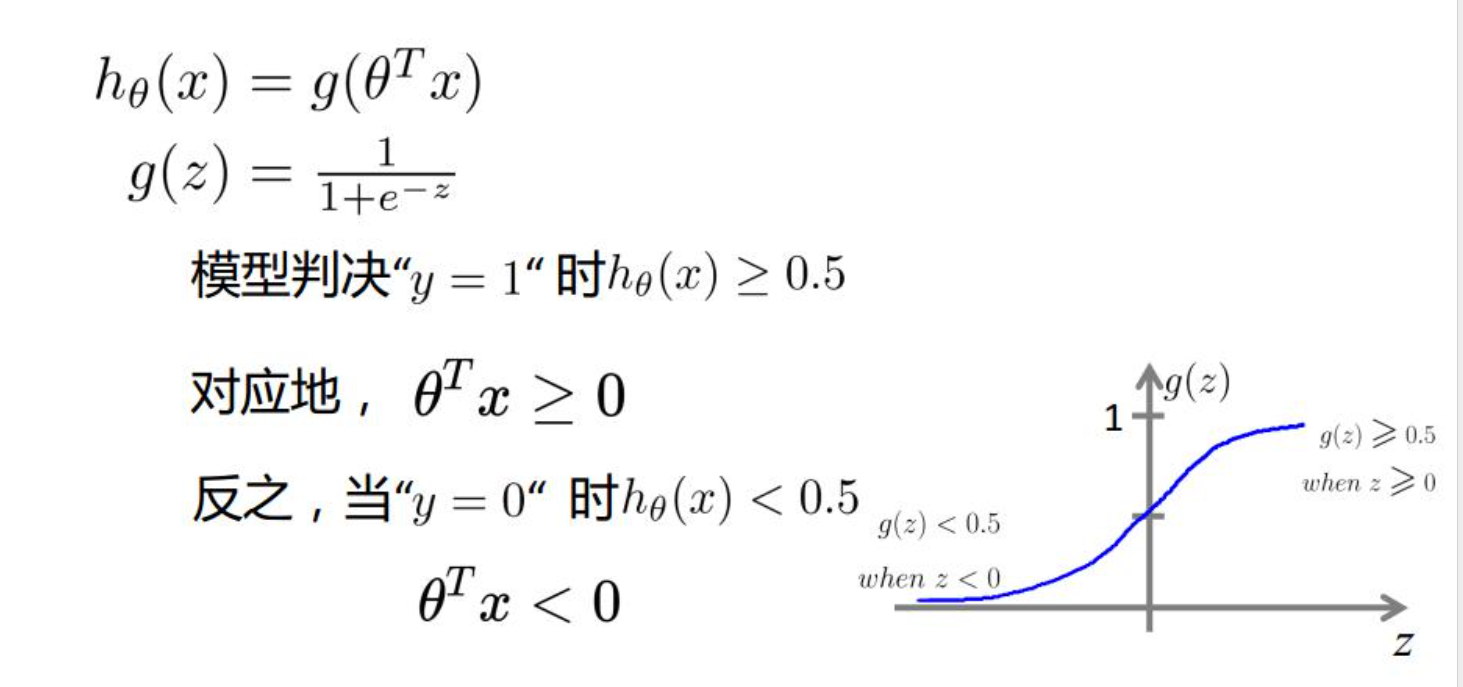 hθ(x) = g(θᵀx)
g(z) = 1/(1+e⁻ᶻ)
模型判决“y = 1“ 时hθ(x) ≥ 0.5
对应地， θᵀx ≥ 0
反之，当“y = 0“ 时hθ(x) < 0.5
θᵀx < 0
g(z)
1
g(z) ⩾ 0.5
when z ⩾ 0
g(z) < 0.5
when z < 0
z